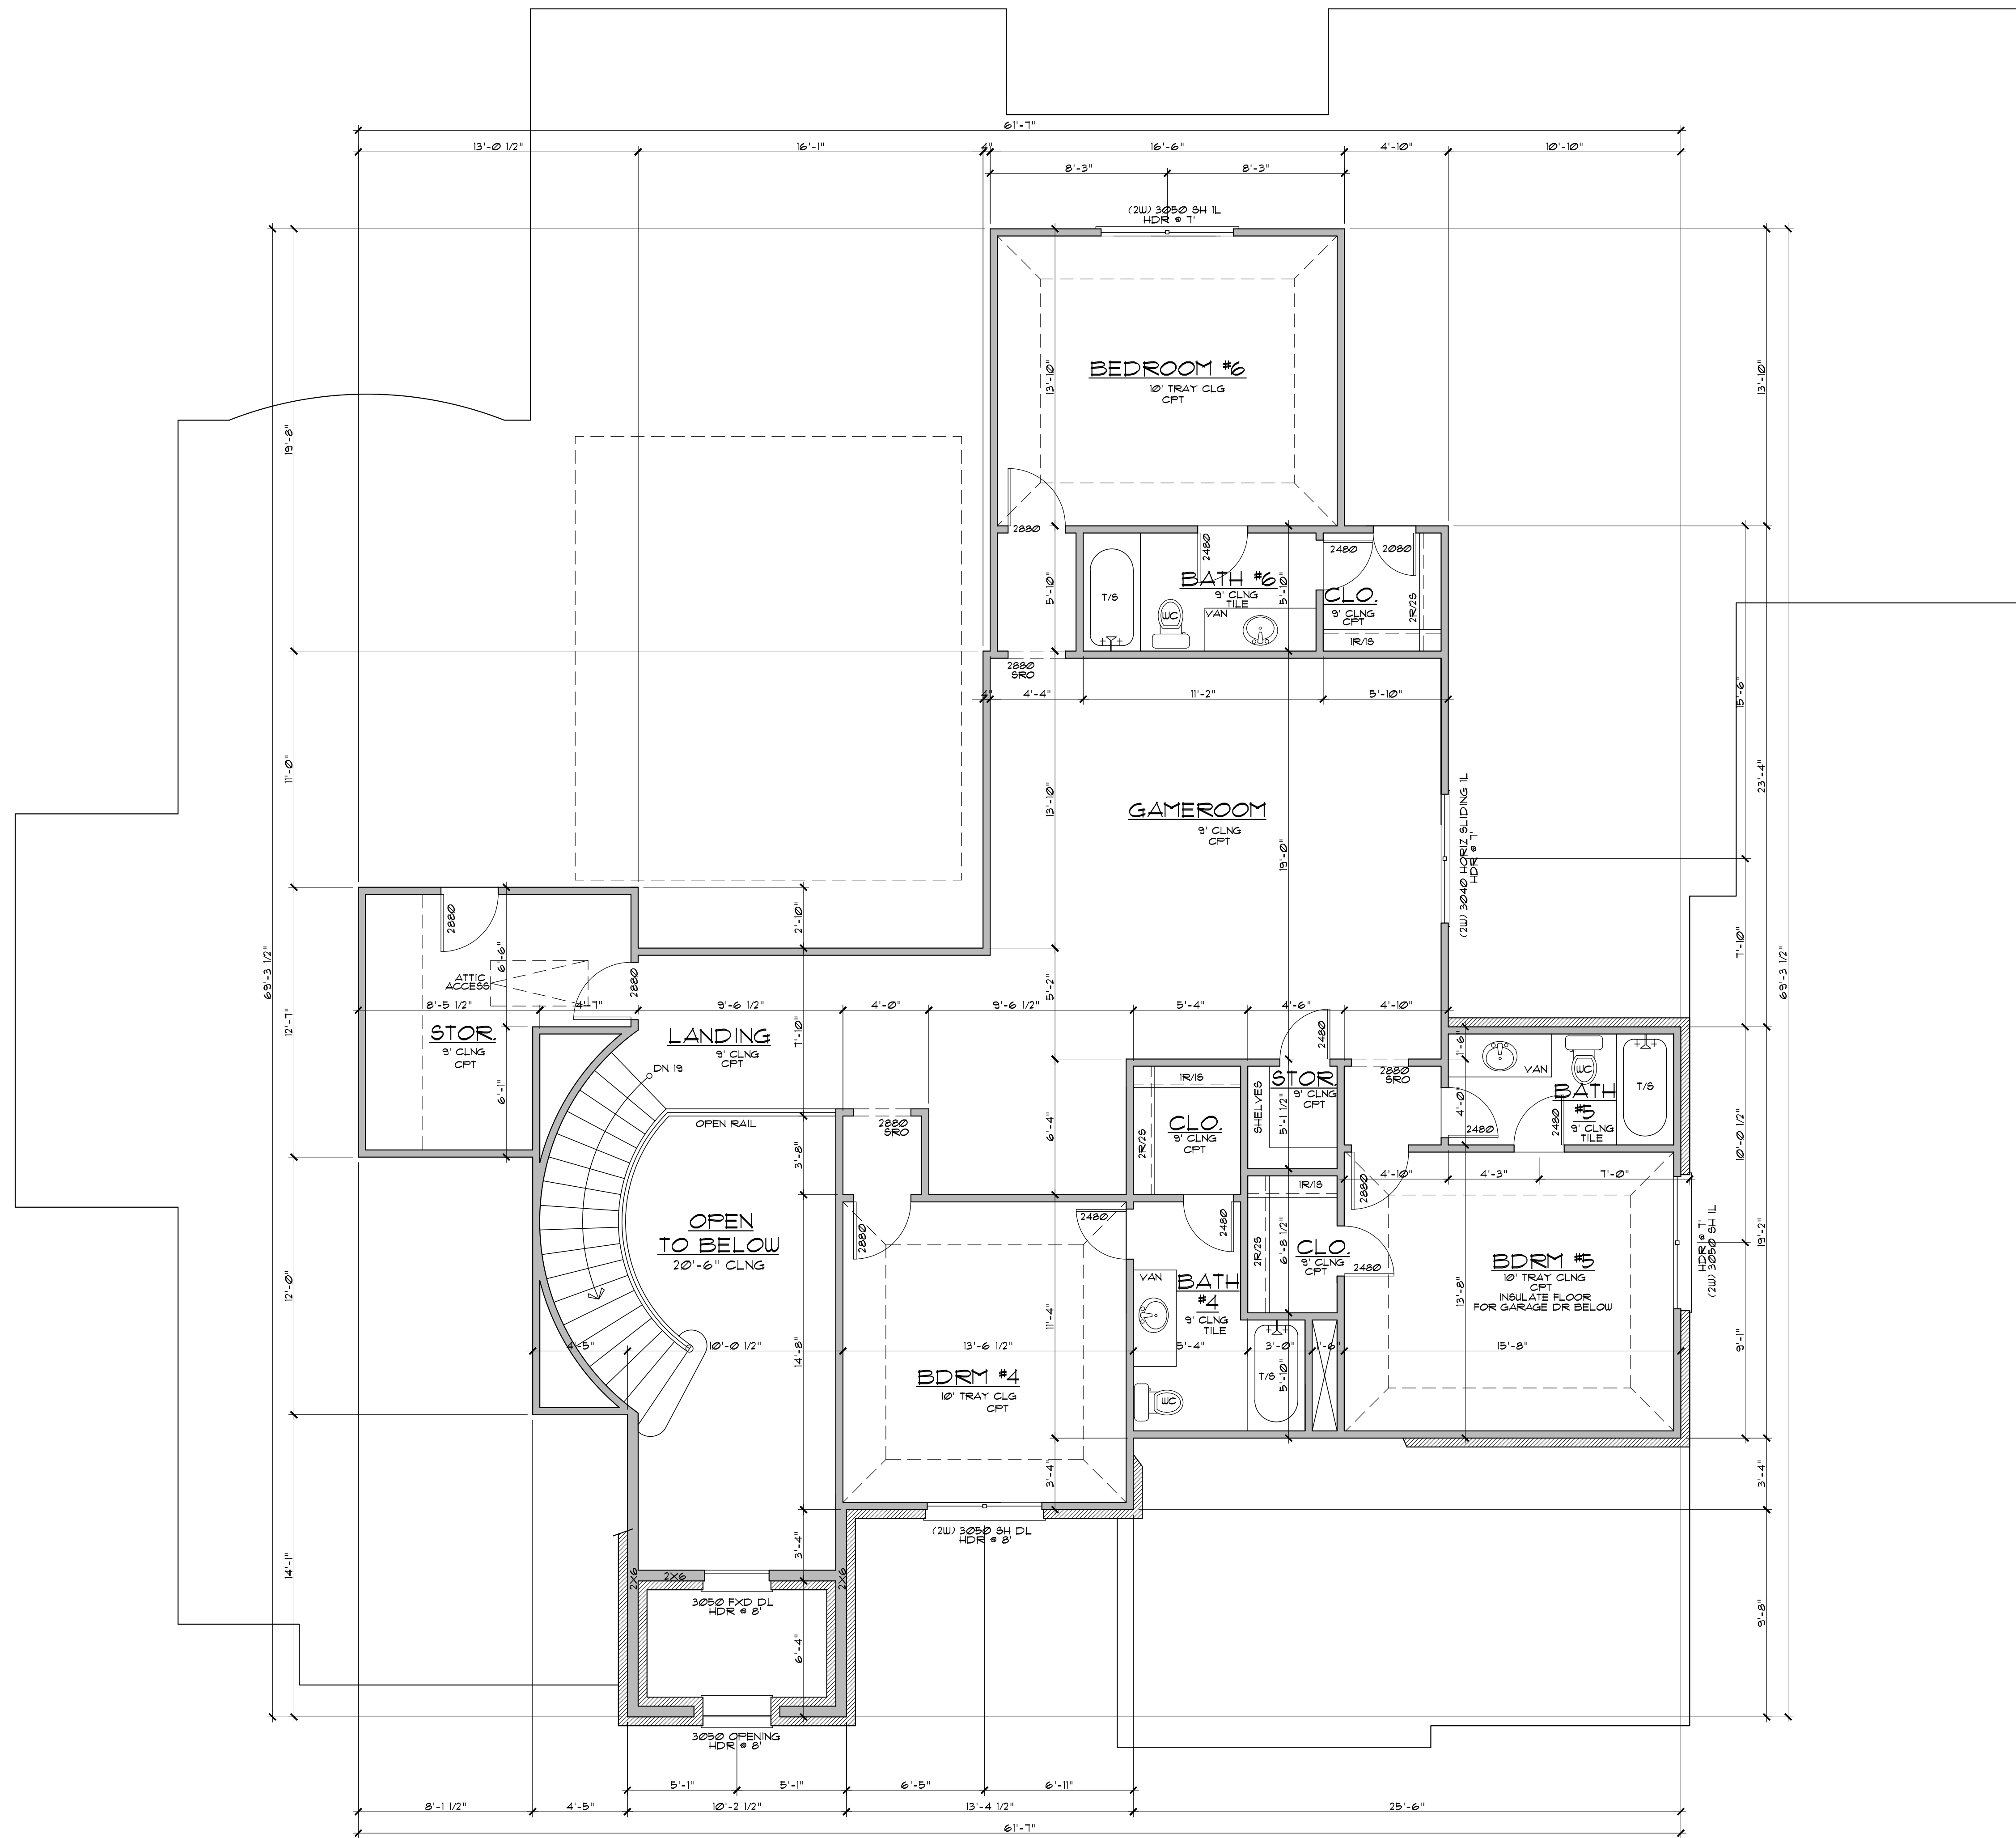 61'-7"
13'-0 1/2"
16'-1"
4"
16'-6"
4'-10"
10'-10"
8'-3"
8'-3"
(2W) 3050 SH 1L
HDR @ 7'
BEDROOM #6
10' TRAY CLG
CPT
13'-10"
13'-10"
19'-8"
2880
2480
2480
2080
BATH #6
9' CLNG
TILE
T/S
WC
VAN
5'-10"
5'-10"
CLO.
9' CLNG
CPT
2R/2S
1R/1S
2880
SRO
4"
4'-4"
11'-2"
5'-10"
15'-6"
11'-0"
13'-10"
GAMEROOM
9' CLNG
CPT
19'-0"
(2W) 3040 HORIZ SLIDING 1L
HDR @ 7'
23'-4"
7'-10"
69'-3 1/2"
69'-3 1/2"
2880
2'-10"
6'-6"
ATTIC
ACCESS
2880
8'-5 1/2"
4'-7"
9'-6 1/2"
4'-0"
9'-6 1/2"
5'-2"
5'-4"
4'-6"
4'-10"
12'-7"
STOR.
9' CLNG
CPT
6'-1"
LANDING
9' CLNG
CPT
7'-10"
DN 19
OPEN RAIL
2880
SRO
3'-8"
6'-4"
1R/1S
2R/2S
CLO.
9' CLNG
CPT
SHELVES
2480
STOR.
9' CLNG
CPT
5'-1 1/2"
2880
SRO
1'-6"
4'-0"
VAN
WC
T/S
BATH
#5
9' CLNG
TILE
2480
2480
10'-0 1/2"
4'-10"
4'-3"
7'-0"
2880
OPEN
TO BELOW
20'-6" CLNG
2880
2480
2480
1R/1S
2R/2S
6'-8 1/2"
CLO.
9' CLNG
CPT
2480
BDRM #5
10' TRAY CLNG
CPT
INSULATE FLOOR
FOR GARAGE DR BELOW
13'-8"
HDR @ 7'
(2W) 3050 SH 1L
19'-2"
9'-1"
12'-0"
VAN
BATH
#4
9' CLNG
TILE
WC
T/S
11'-4"
4'-5"
10'-0 1/2"
14'-8"
13'-6 1/2"
5'-4"
3'-0"
1'-6"
15'-8"
5'-10"
BDRM #4
10' TRAY CLG
CPT
3'-4"
3'-4"
(2W) 3050 SH DL
HDR @ 8'
3'-4"
14'-1"
2X6
2X6
2X6
3050 FXD DL
HDR @ 8'
6'-4"
9'-8"
3050 OPENING
HDR @ 8'
5'-1"
5'-1"
6'-5"
6'-11"
8'-1 1/2"
4'-5"
10'-2 1/2"
13'-4 1/2"
25'-6"
61'-7"